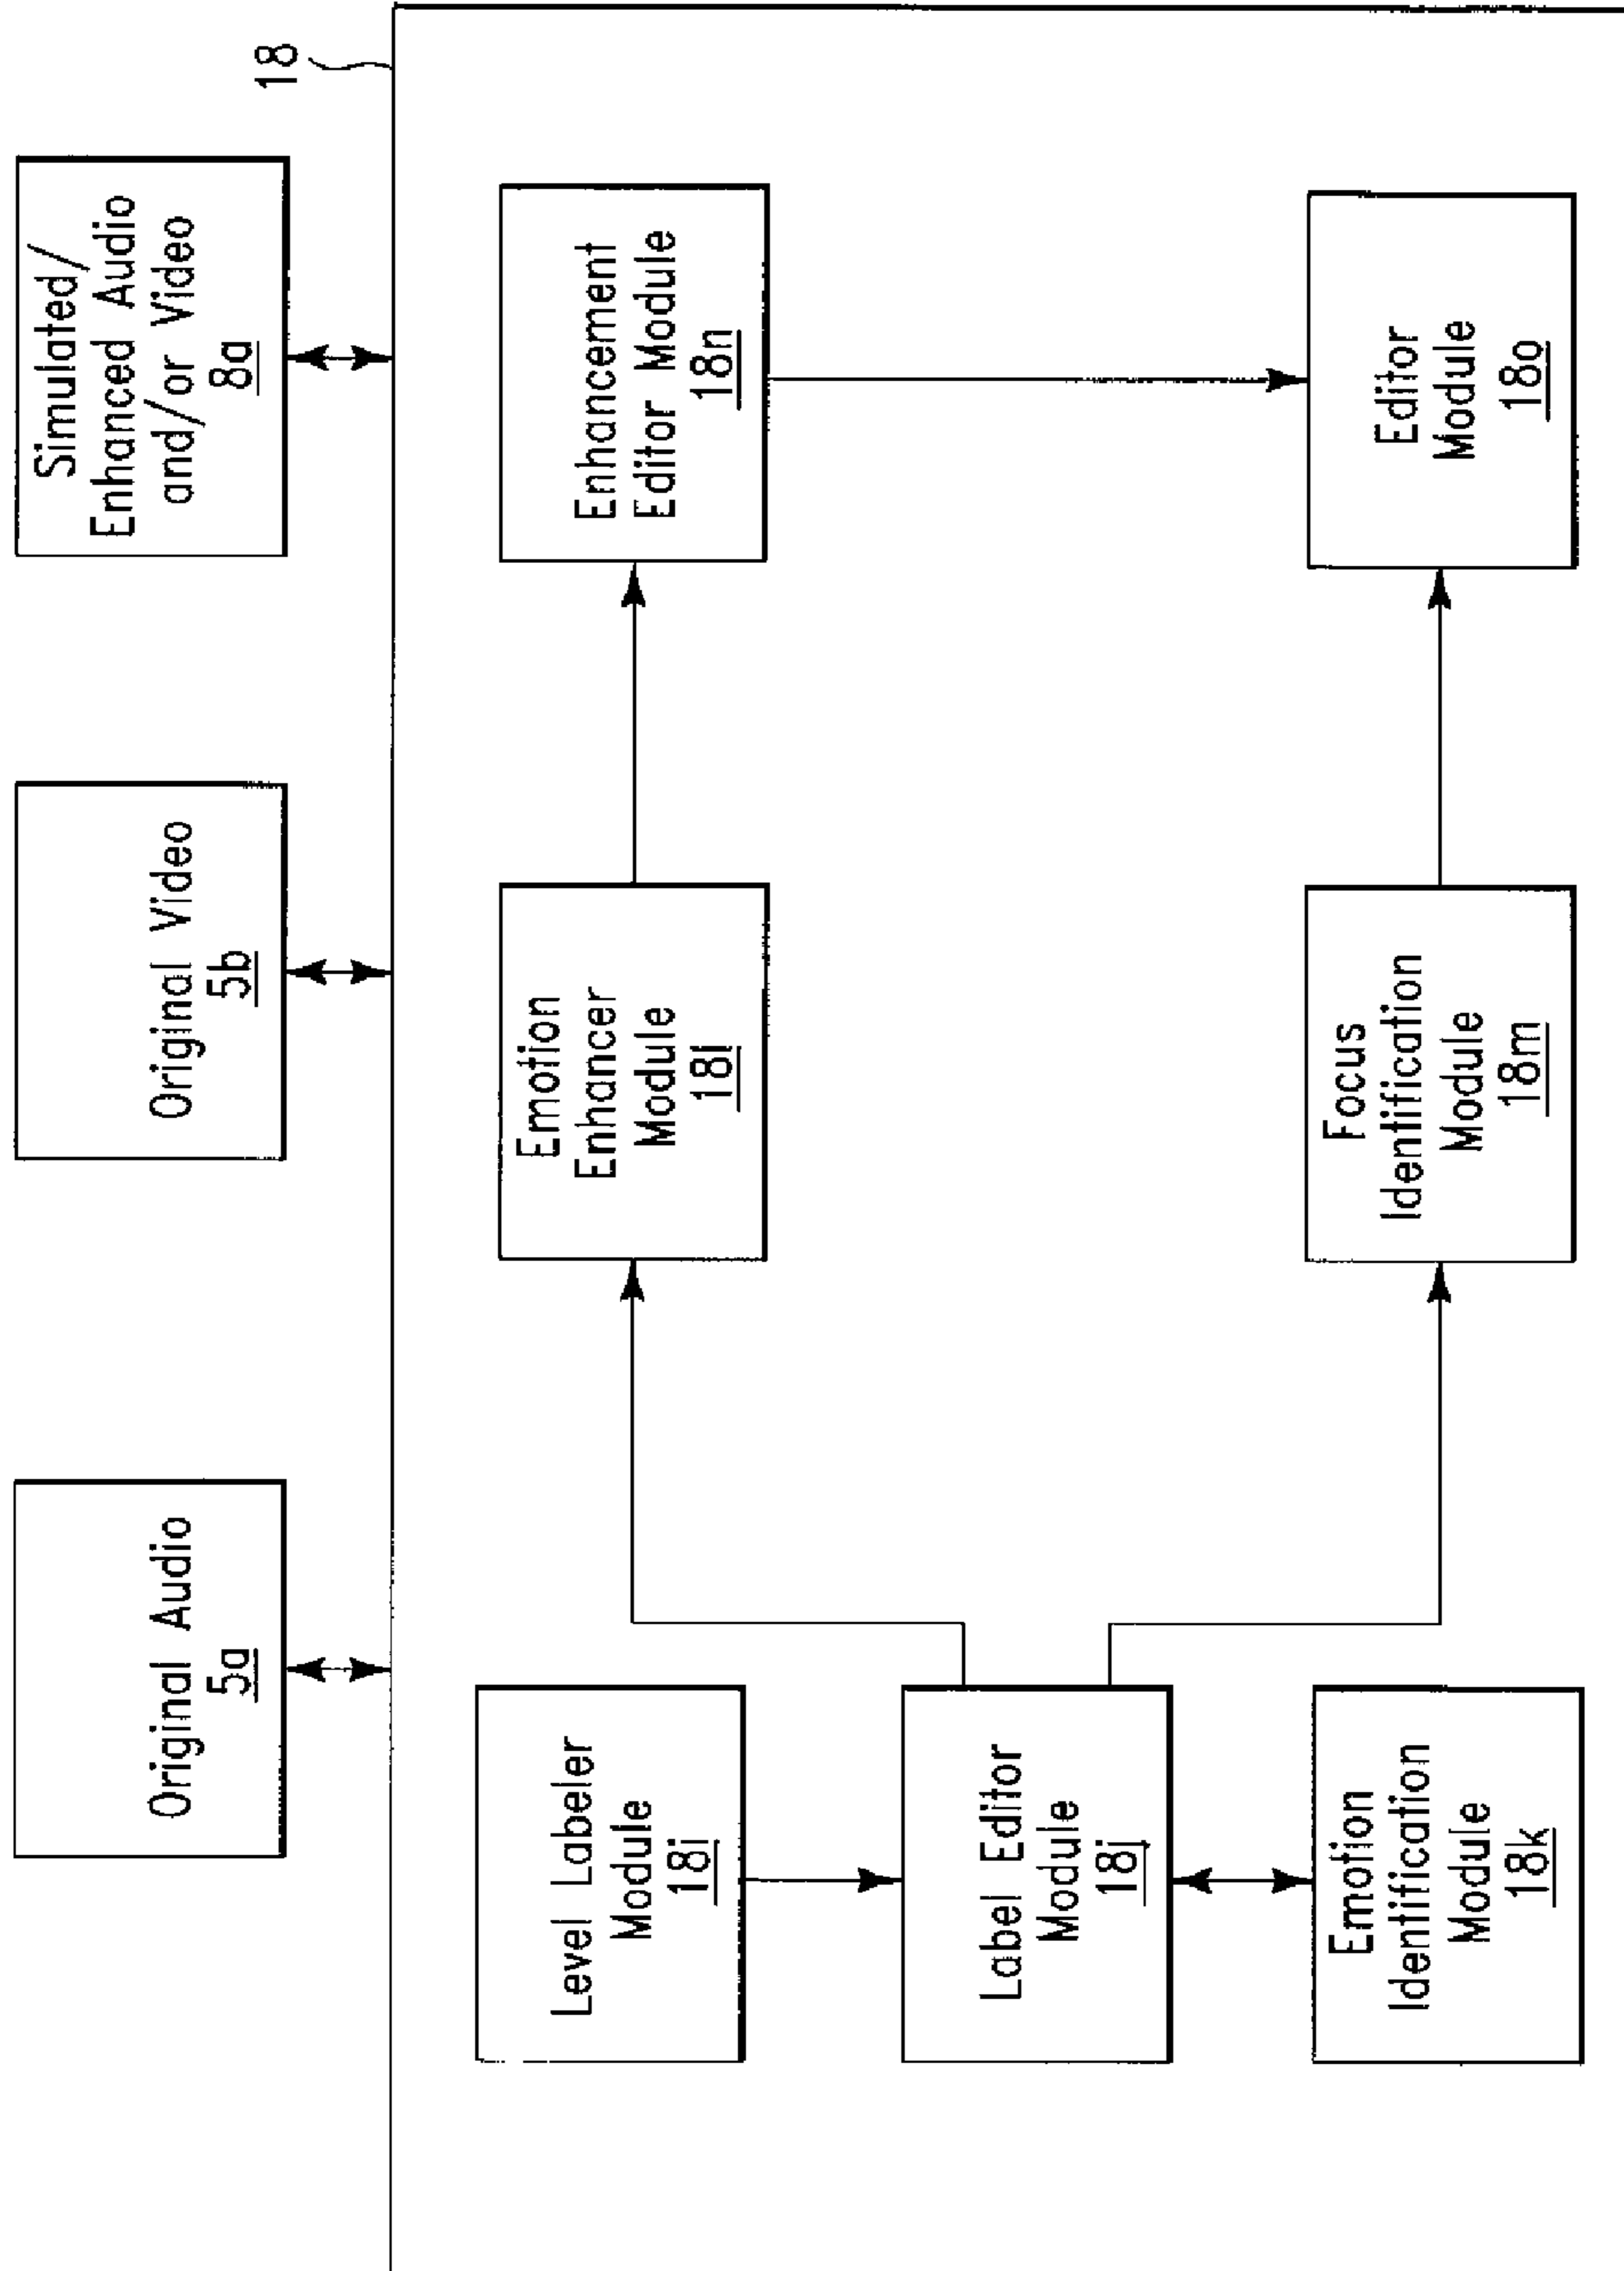 Original Audio
5a
Original Video
5b
Simulated/
Enhanced Audio
and/or Video
8a
18
Level Labeler
Module
18i
Emotion
Enhancer
Module
18l
Enhancement
Editor Module
18n
Label Editor
Module
18j
Emotion
Identification
Module
18k
Focus
Identification
Module
18m
Editor
Module
18o